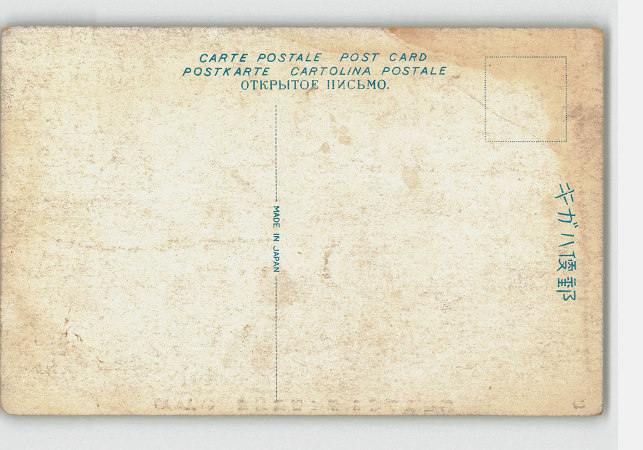 CARTE POSTALE POST CARD
POSTKARTE CARTOLINA POSTALE
ОТКРЫТОЕ ПИСЬМО.
MADE IN JAPAN
キガハ便郵